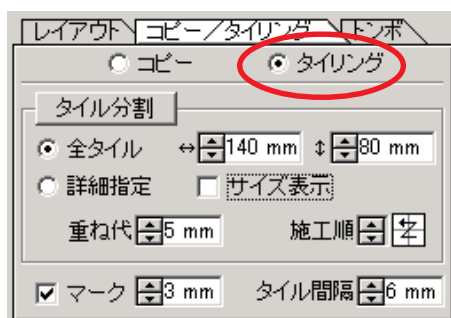 レイアウト コピー／タイリング トンボ
コピー タイリング
タイル分割
全タイル ↔ 140 mm ↕ 80 mm
詳細指定 サイズ表示
重ね代 5 mm 施工順
マーク 3 mm タイル間隔 6 mm